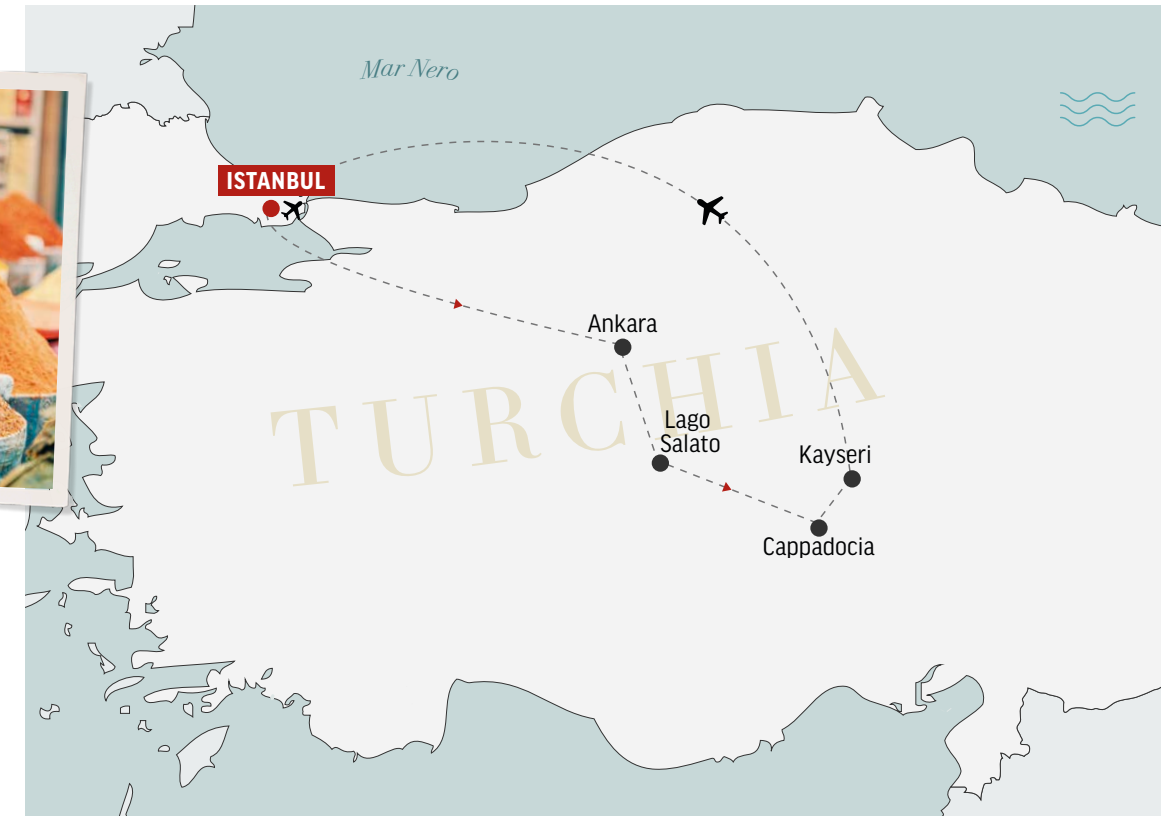 Mar Nero
ISTANBUL
Ankara
TURCHIA
Lago
Salato
Kayseri
Cappadocia